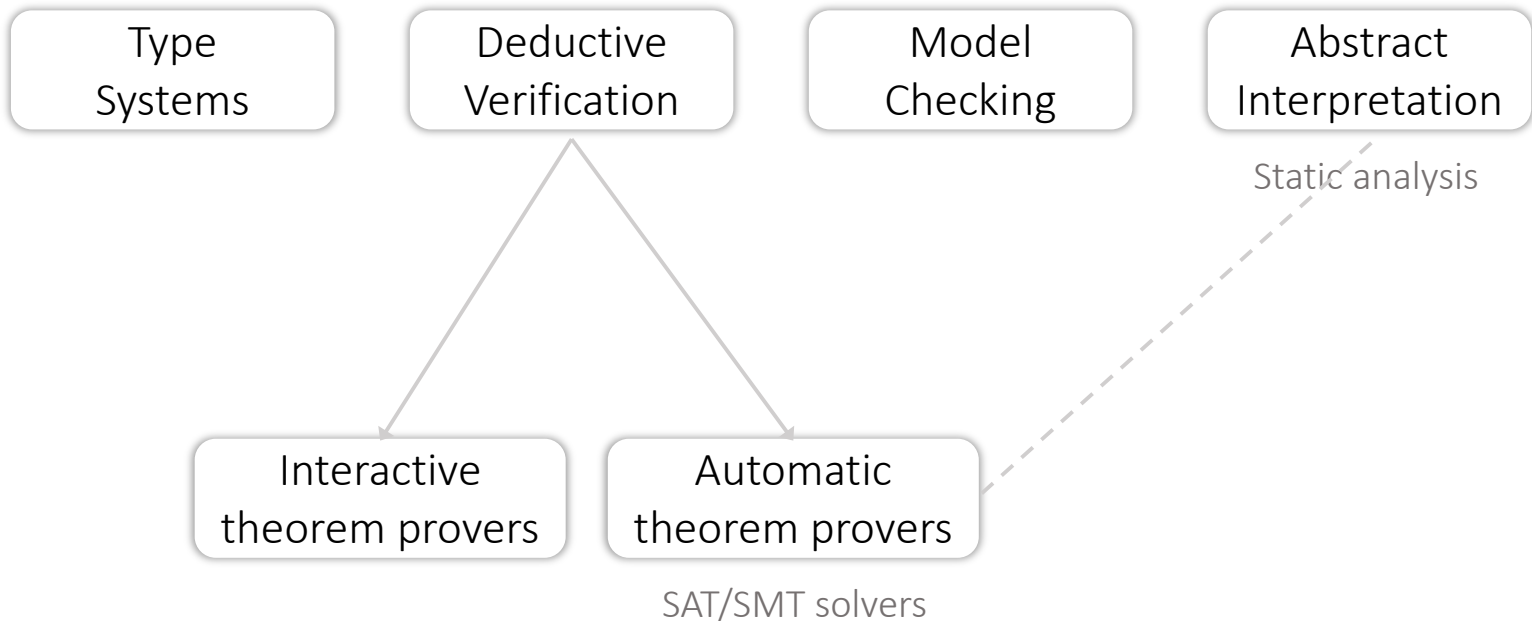 Type
Systems
Deductive
Verification
Model
Checking
Abstract
Interpretation
Static analysis
Interactive
theorem provers
Automatic
theorem provers
SAT/SMT solvers